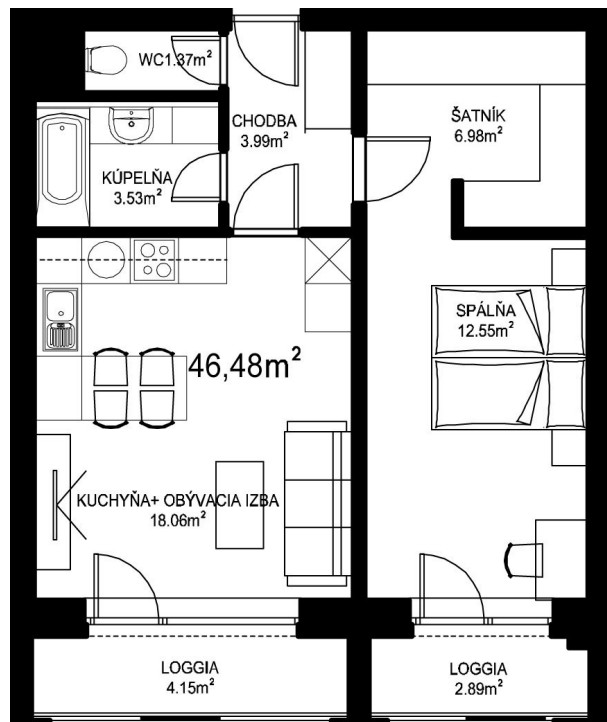 WC1.37m²
CHODBA
3.99m²
ŠATNÍK
6.98m²
KÚPELŇA
3.53m²
SPÁLŇA
12.55m²
46,48m²
KUCHYŇA+ OBÝVACIA IZBA
18.06m²
LOGGIA
4.15m²
LOGGIA
2.89m²